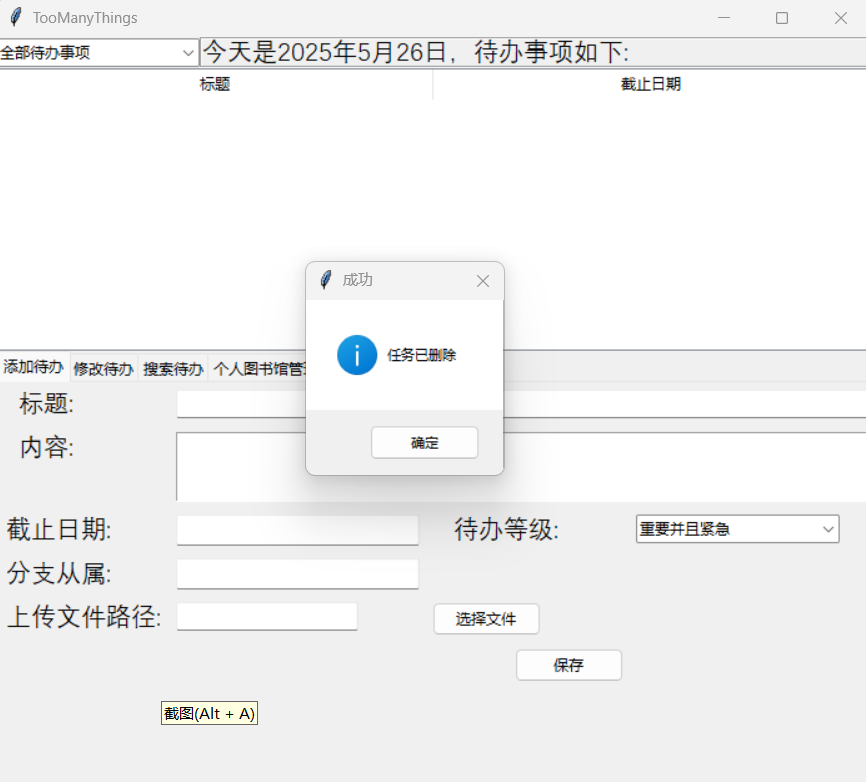 TooManyThings
全部待办事项
今天是2025年5月26日，待办事项如下:
标题 截止日期
成功
任务已删除
确定
添加待办 修改待办 搜索待办 个人图书馆管
标题:
内容:
截止日期: 待办等级: 重要并且紧急
分支从属:
上传文件路径: 选择文件
保存
截图(Alt + A)